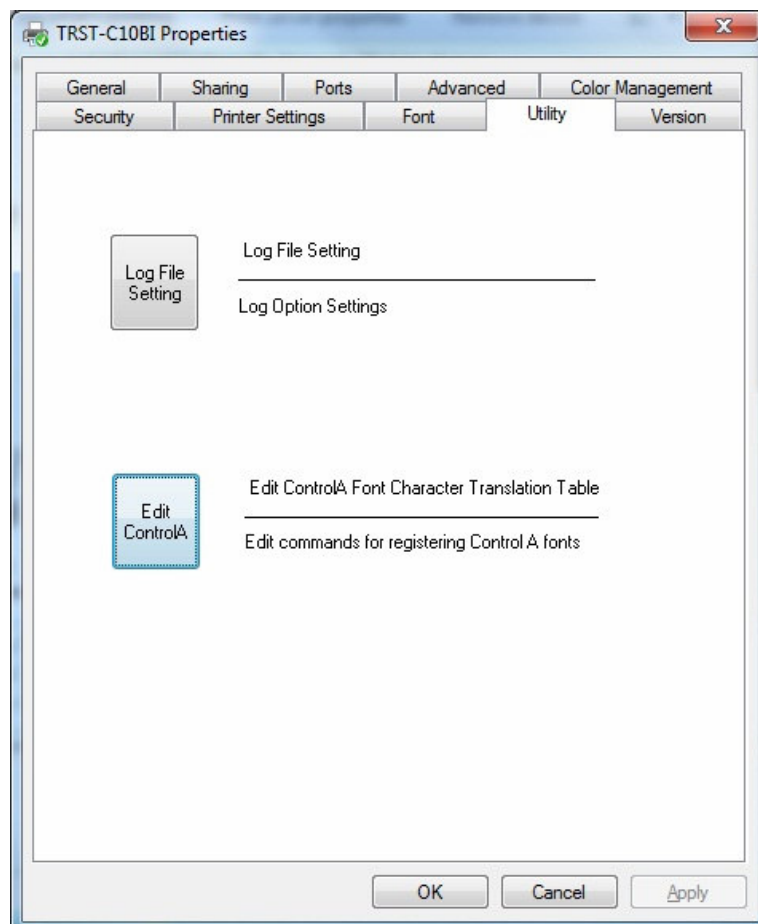 TRST-C10BI Properties
General Sharing Ports Advanced Color Management
Security Printer Settings Font Utility Version
Log File
Setting
Log File Setting
Log Option Settings
Edit
ControlA
Edit ControlA Font Character Translation Table
Edit commands for registering Control A fonts
OK Cancel Apply